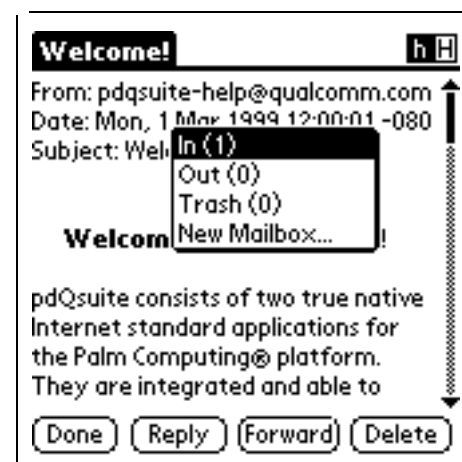 Welcome! h H
From: pdqsuite-help@qualcomm.com
Date: Mon, 1 Mar 1999 12:00:01 -080
Subject: Wel
In (1)
Out (0)
Trash (0)
New Mailbox...
Welcom !
pdQsuite consists of two true native
Internet standard applications for
the Palm Computing® platform.
They are integrated and able to
Done Reply Forward Delete